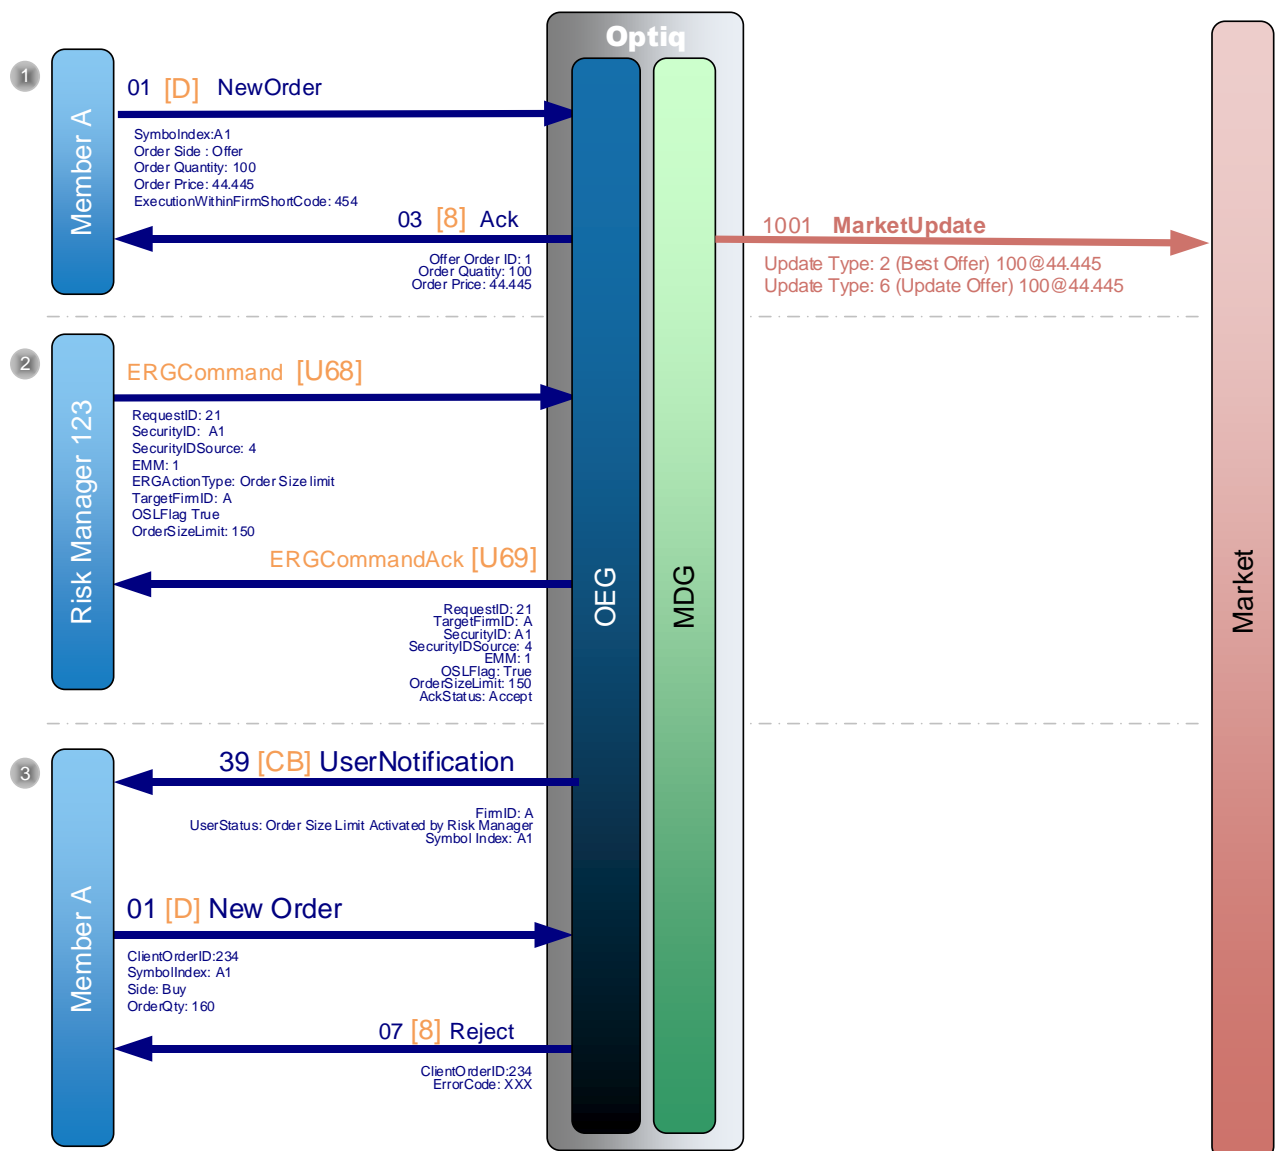 Optiq
1
Member A
01 [D] NewOrder
SymbolIndex:A1
Order Side : Offer
Order Quantity: 100
Order Price: 44.445
ExecutionWithinFirmShortCode: 454
03 [8] Ack
Offer Order ID: 1
Order Quatity: 100
Order Price: 44.445
1001 MarketUpdate
Update Type: 2 (Best Offer) 100@44.445
Update Type: 6 (Update Offer) 100@44.445
2
Risk Manager 123
ERGCommand [U68]
RequestID: 21
SecurityID: A1
SecurityIDSource: 4
EMM: 1
ERGActionType: Order Size limit
TargetFirmID: A
OSLFlag True
OrderSizeLimit: 150
ERGCommandAck [U69]
RequestID: 21
TargetFirmID: A
SecurityID: A1
SecurityIDSource: 4
EMM: 1
OSLFlag: True
OrderSizeLimit: 150
AckStatus: Accept
OEG
MDG
Market
3
Member A
39 [CB] UserNotification
FirmID: A
UserStatus: Order Size Limit Activated by Risk Manager
Symbol Index: A1
01 [D] New Order
ClientOrderID:234
SymbolIndex: A1
Side: Buy
OrderQty: 160
07 [8] Reject
ClientOrderID:234
ErrorCode: XXX